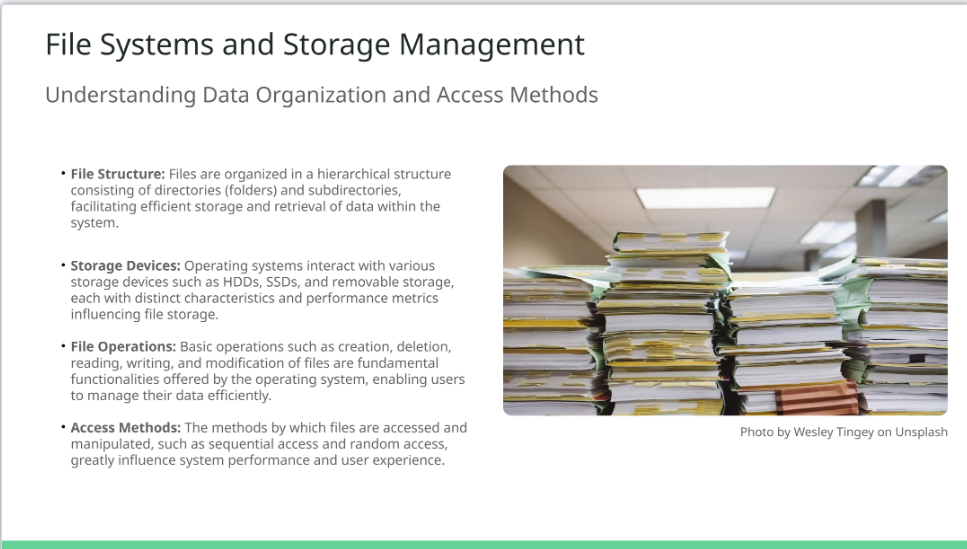 File Systems and Storage Management
Understanding Data Organization and Access Methods
• File Structure: Files are organized in a hierarchical structure
consisting of directories (folders) and subdirectories,
facilitating efficient storage and retrieval of data within the
system.
• Storage Devices: Operating systems interact with various
storage devices such as HDDs, SSDs, and removable storage,
each with distinct characteristics and performance metrics
influencing file storage.
• File Operations: Basic operations such as creation, deletion,
reading, writing, and modification of files are fundamental
functionalities offered by the operating system, enabling users
to manage their data efficiently.
• Access Methods: The methods by which files are accessed and
manipulated, such as sequential access and random access,
greatly influence system performance and user experience.
Photo by Wesley Tingey on Unsplash